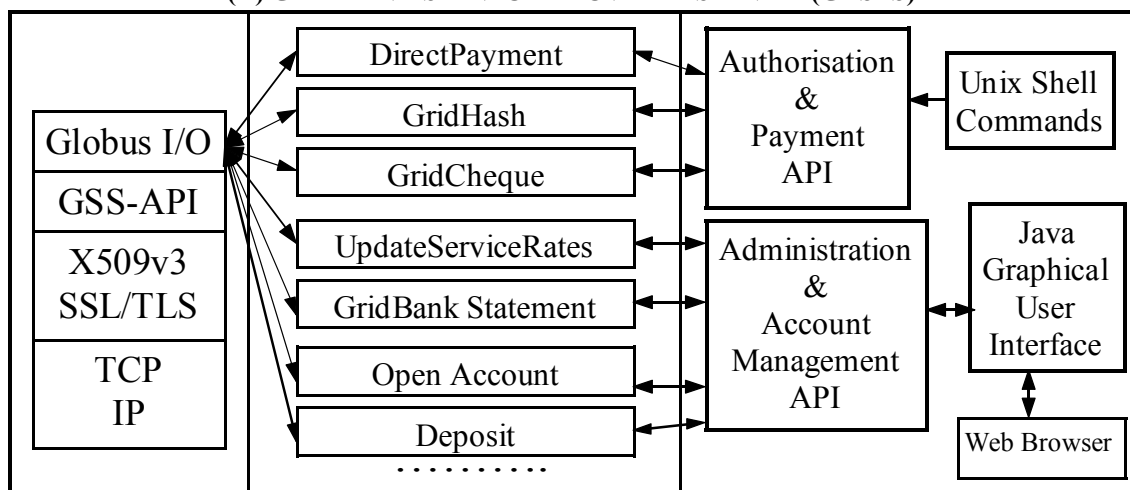 Globus I/O
GSS-API
X509v3
SSL/TLS
TCP
IP
DirectPayment
GridHash
GridCheque
UpdateServiceRates
GridBank Statement
Open Account
Deposit
. . . . . . . . . .
Authorisation
&
Payment
API
Administration
&
Account
Management
API
Unix Shell
Commands
Java
Graphical
User
Interface
Web Browser